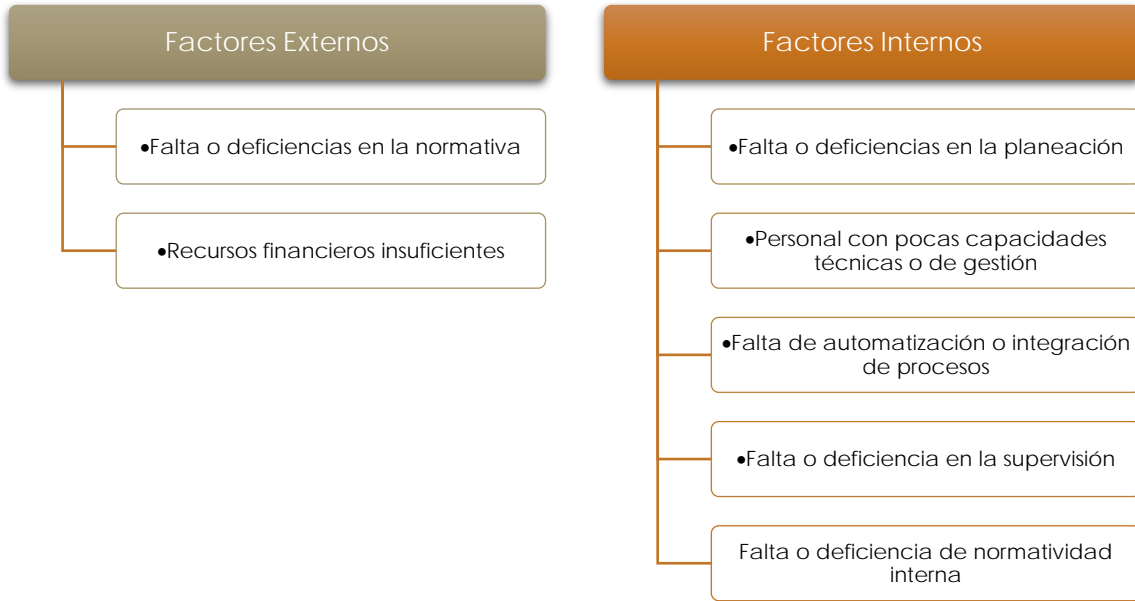 Factores Externos
•Falta o deficiencias en la normativa
•Recursos financieros insuficientes
Factores Internos
•Falta o deficiencias en la planeación
•Personal con pocas capacidades
técnicas o de gestión
•Falta de automatización o integración
de procesos
•Falta o deficiencia en la supervisión
Falta o deficiencia de normatividad
interna